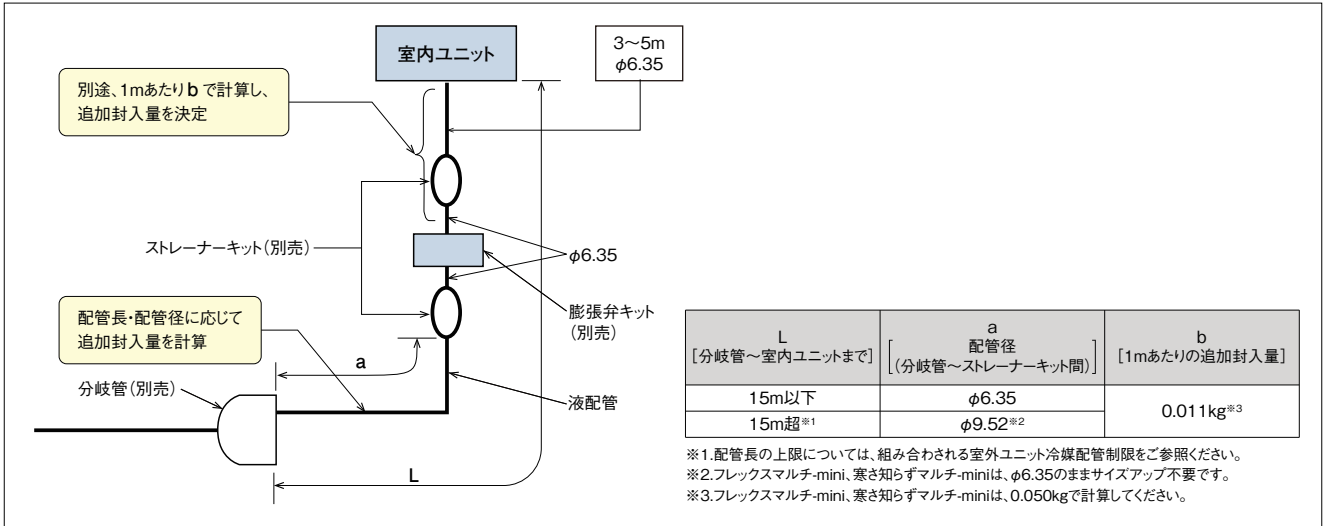 室内ユニット
3～5m
φ6.35
別途、1mあたり b で計算し、
追加封入量を決定
ストレーナーキット（別売）
φ6.35
膨張弁キット
（別売）
配管長・配管径に応じて
追加封入量を計算
a
分岐管（別売）
液配管
L
L
［分岐管～室内ユニットまで］
a
配管径
（分岐管～ストレーナーキット間）
b
［1mあたりの追加封入量］
15m以下
φ6.35
0.011kg※3
15m超※1
φ9.52※2
※1.配管長の上限については、組み合わされる室外ユニット冷媒配管制限をご参照ください。
※2.フレックスマルチ-mini、寒さ知らずマルチ-miniは、φ6.35のままサイズアップ不要です。
※3.フレックスマルチ-mini、寒さ知らずマルチ-miniは、0.050kgで計算してください。